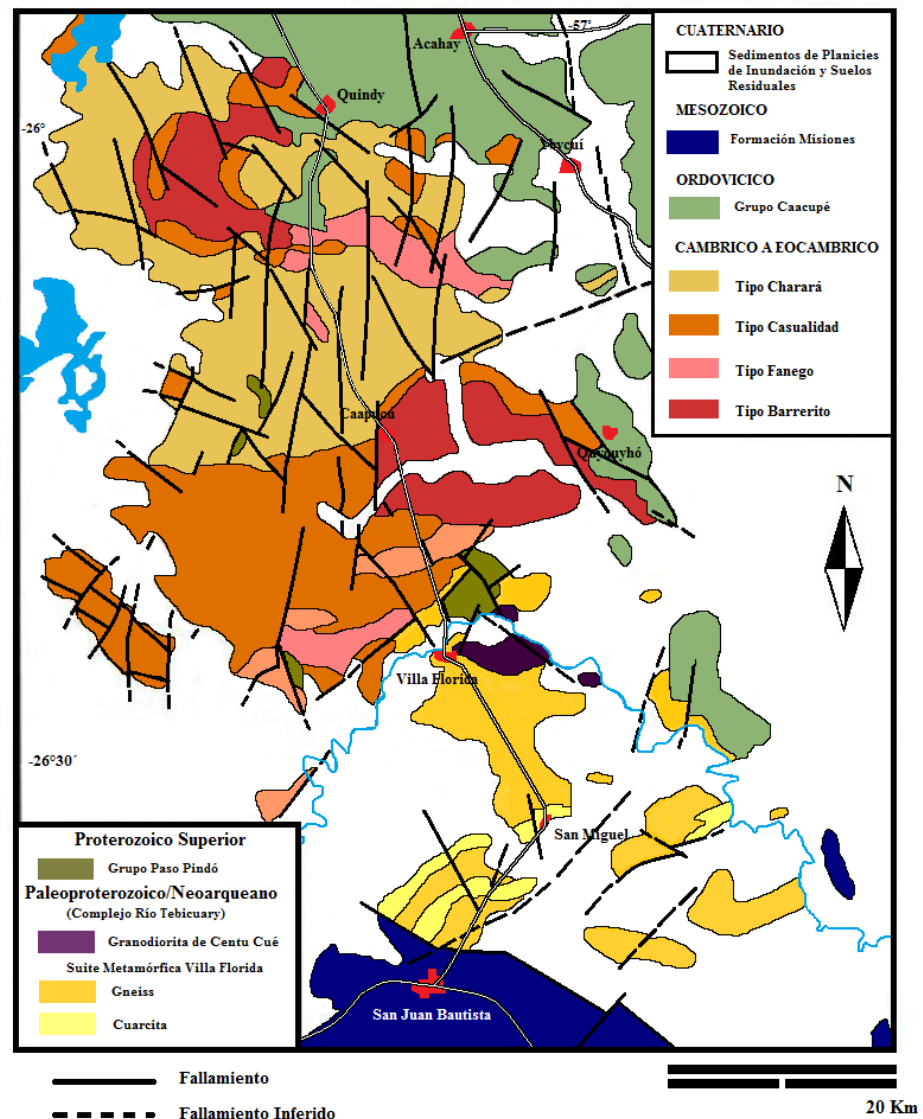 Acahay
-57°
CUATERNARIO
Sedimentos de Planicies
de Inundación y Suelos
Residuales
Quindy
-26°
MESOZOICO
Formación Misiones
ORDOVICICO
Grupo Caacupé
CAMBRICO A EOCAMBRICO
Tipo Charará
Tipo Casualidad
Tipo Fanego
Tipo Barrerito
Caapucú
Quyquyhó
N
Villa Florida
-26°30´
San Miguel
San Juan Bautista
Proterozoico Superior
Grupo Paso Pindó
Paleoproterozoico/Neoarqueano
(Complejo Río Tebicuary)
Granodiorita de Centu Cué
Suite Metamórfica Villa Florida
Gneiss
Cuarcita
Fallamiento
Fallamiento Inferido
20 Km